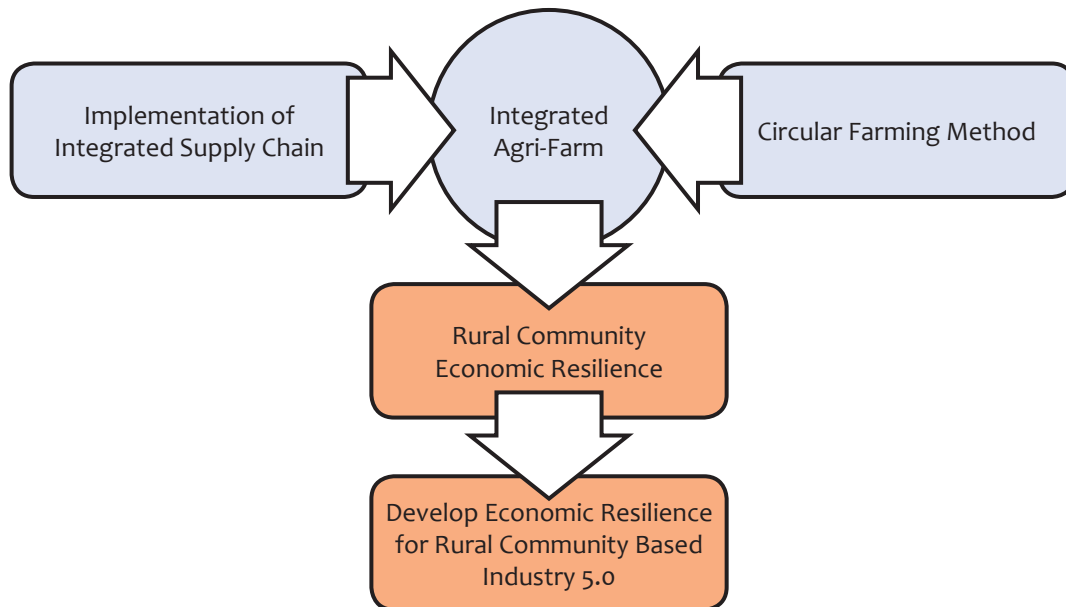 Implementation of
Integrated Supply Chain
Integrated
Agri-Farm
Circular Farming Method
Rural Community
Economic Resilience
Develop Economic Resilience
for Rural Community Based
Industry 5.0